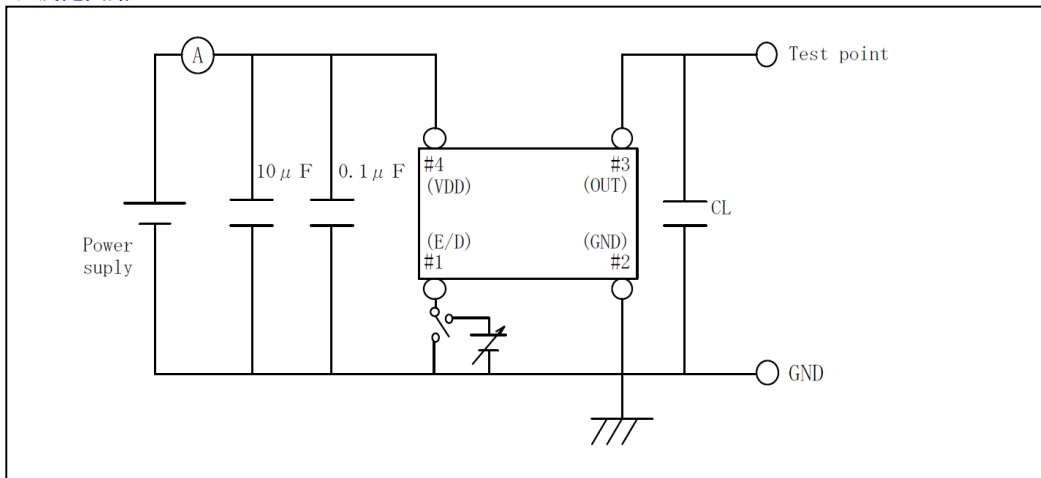 A
Test point
10μF
0.1μF
#4
(VDD)
#3
(OUT)
CL
Power
suply
(E/D)
#1
(GND)
#2
GND